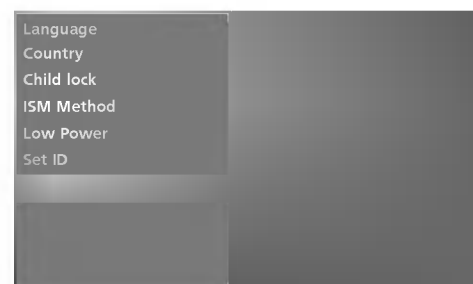 Language
Country
Child lock
ISM Method
Low Power
Set ID